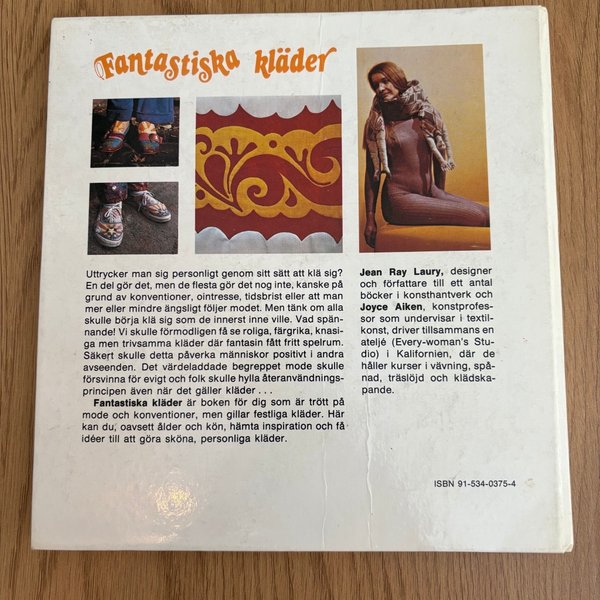 Fantastiska kläder
Uttrycker man sig personligt genom sitt sätt att klä sig?
En del gör det, men de flesta gör det nog inte, kanske på
grund av konventioner, ointresse, tidsbrist eller att man
mer eller mindre ängsligt följer modet. Men tänk om alla
skulle börja klä sig som de innerst inne ville. Vad spän-
nande! Vi skulle förmodligen få se roliga, färgrika, knasi-
ga men trivsamma kläder där fantasin fått fritt spelrum.
Säkert skulle detta påverka människor positivt i andra
avseenden. Det värdeladdade begreppet mode skulle
försvinna för evigt och folk skulle hylla återanvändnings-
principen även när det gäller kläder . . .
Fantastiska kläder är boken för dig som är trött på
mode och konventioner, men gillar festliga kläder. Här
kan du, oavsett ålder och kön, hämta inspiration och få
idéer till att göra sköna, personliga kläder.
Jean Ray Laury, designer
och författare till ett antal
böcker i konsthantverk och
Joyce Aiken, konstprofes-
sor som undervisar i textil-
konst, driver tillsammans en
ateljé (Every-woman's Stu-
dio) i Kalifornien, där de
håller kurser i vävning, spå-
nad, träslöjd och klädska-
pande.
ISBN 91-534-0375-4